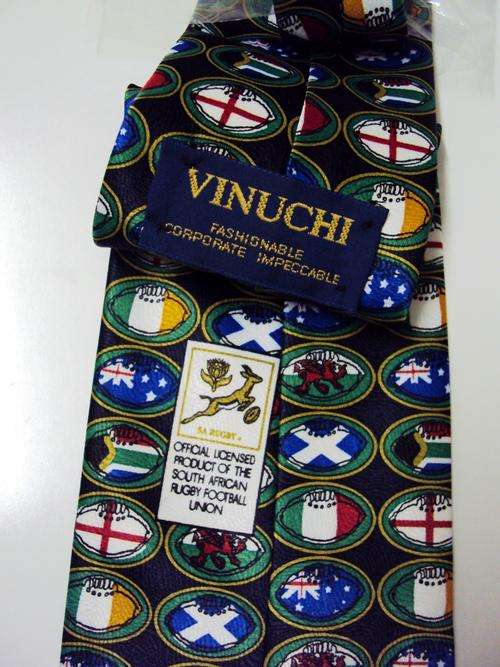 VINUCHI
FASHIONABLE
CORPORATE IMPECCABLE
SA RUGBY
OFFICIAL LICENSED
PRODUCT OF THE
SOUTH AFRICAN
RUGBY FOOTBALL
UNION